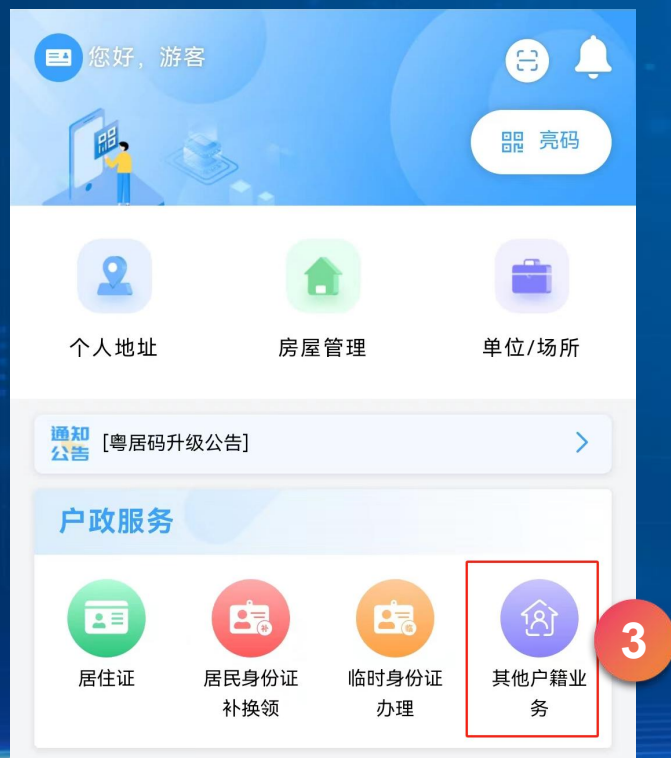 您好，游客
亮码
个人地址
房屋管理
单位/场所
通知
公告
[粤居码升级公告]
户政服务
补
临
居住证
居民身份证
补换领
临时身份证
办理
其他户籍业
务
3